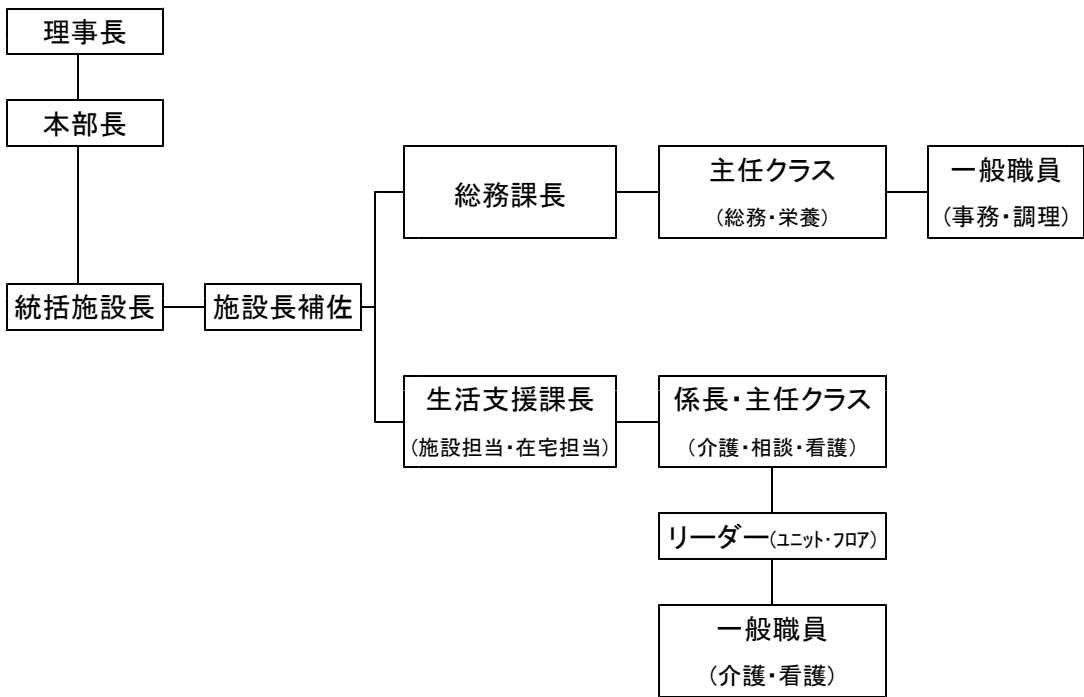 理事長
本部長
統括施設長
施設長補佐
総務課長
主任クラス
(総務・栄養)
一般職員
(事務・調理)
生活支援課長
(施設担当・在宅担当)
係長・主任クラス
(介護・相談・看護)
リーダー(ユニット・フロア)
一般職員
(介護・看護)